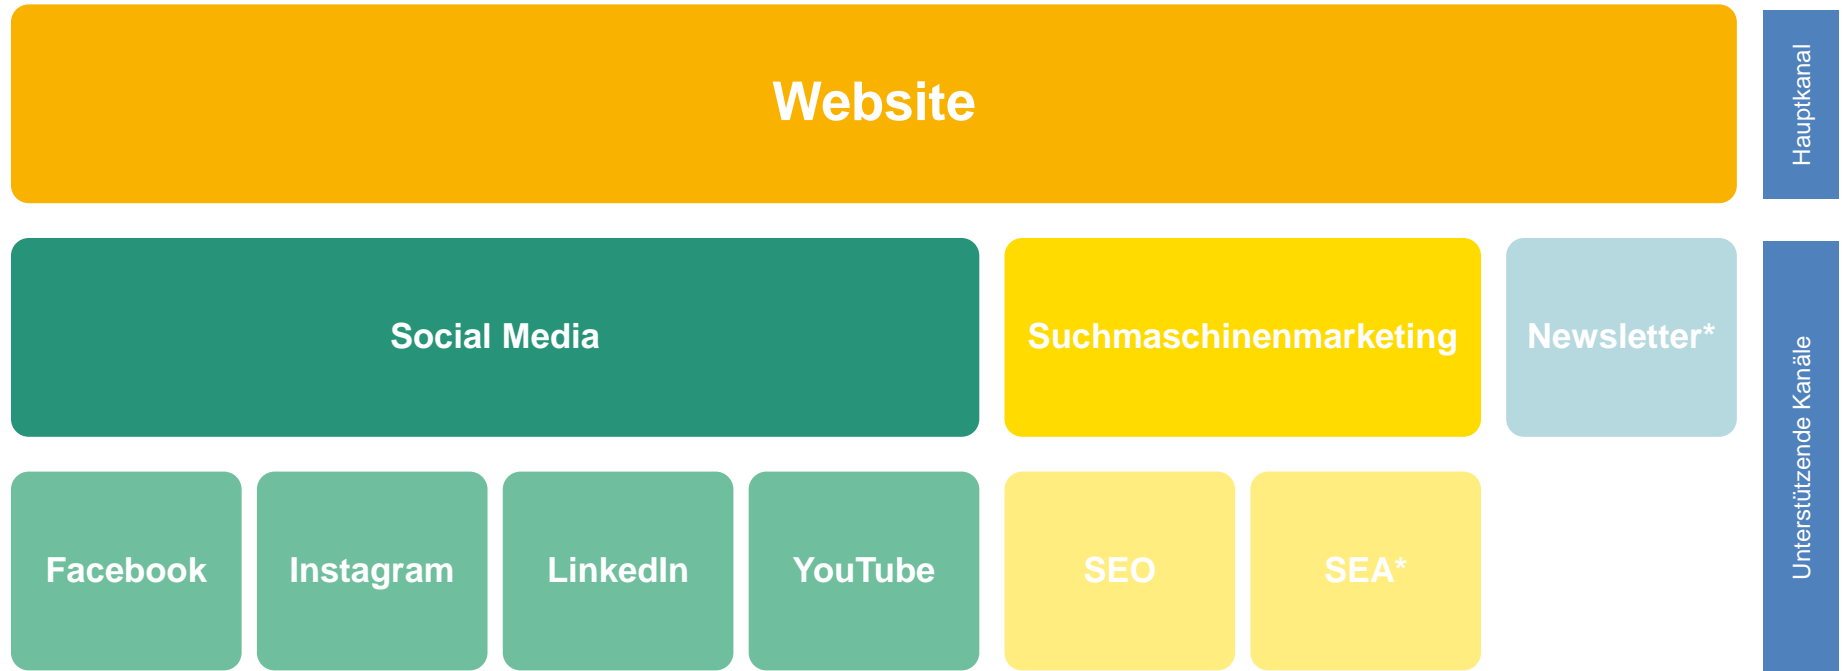 Website
Hauptkanal
Social Media
Suchmaschinenmarketing
Newsletter*
Unterstützende Kanäle
Facebook
Instagram
LinkedIn
YouTube
SEO
SEA*